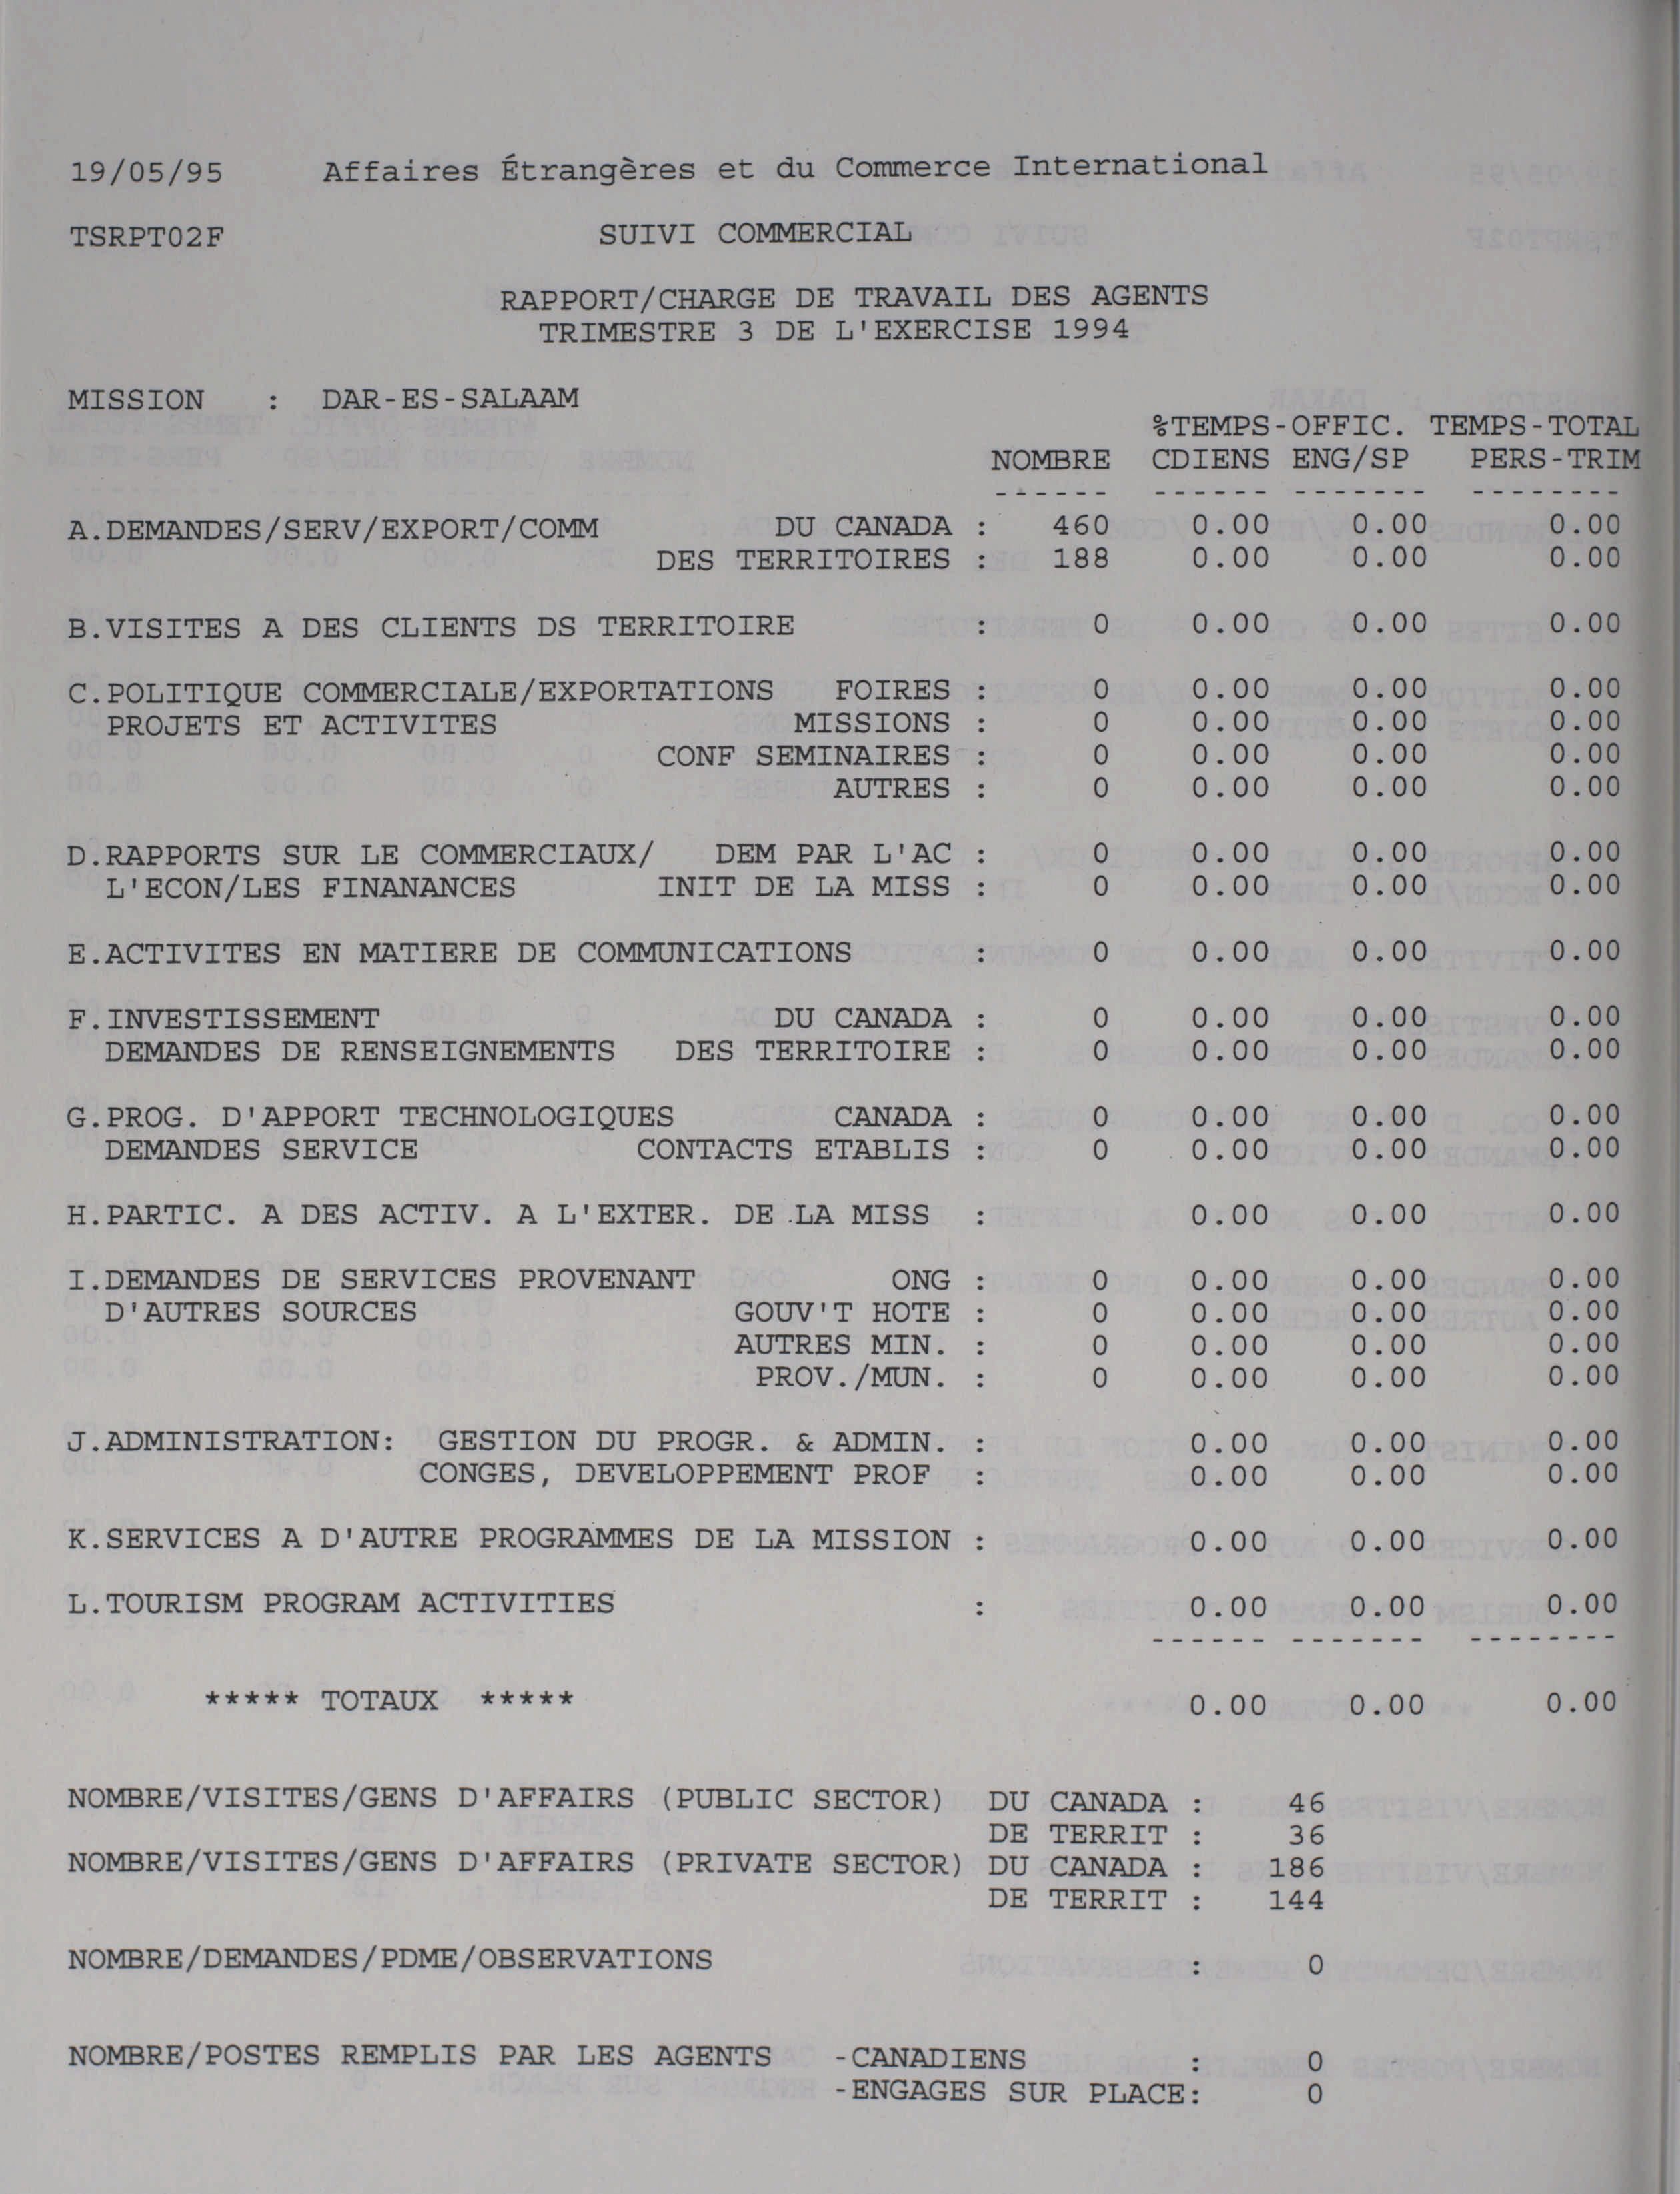 19/05/95 Affaires Étrangères et du Commerce International
TSRPT02F SUIVI COMMERCIAL
RAPPORT/CHARGE DE TRAVAIL DES AGENTS
TRIMESTRE 3 DE L'EXERCISE 1994
MISSION : DAR-ES-SALAAM
%TEMPS-OFFIC. TEMPS-TOTAL
NOMBRE CDIENS ENG/SP PERS-TRIM
------ ------ ------- --------
A.DEMANDES/SERV/EXPORT/COMM DU CANADA : 460 0.00 0.00 0.00
DES TERRITOIRES : 188 0.00 0.00 0.00
B.VISITES A DES CLIENTS DS TERRITOIRE : 0 0.00 0.00 0.00
C.POLITIQUE COMMERCIALE/EXPORTATIONS FOIRES : 0 0.00 0.00 0.00
PROJETS ET ACTIVITES MISSIONS : 0 0.00 0.00 0.00
CONF SEMINAIRES : 0 0.00 0.00 0.00
AUTRES : 0 0.00 0.00 0.00
D.RAPPORTS SUR LE COMMERCIAUX/ DEM PAR L'AC : 0 0.00 0.00 0.00
L'ECON/LES FINANANCES INIT DE LA MISS : 0 0.00 0.00 0.00
E.ACTIVITES EN MATIERE DE COMMUNICATIONS : 0 0.00 0.00 0.00
F.INVESTISSEMENT DU CANADA : 0 0.00 0.00 0.00
DEMANDES DE RENSEIGNEMENTS DES TERRITOIRE : 0 0.00 0.00 0.00
G.PROG. D'APPORT TECHNOLOGIQUES CANADA : 0 0.00 0.00 0.00
DEMANDES SERVICE CONTACTS ETABLIS : 0 0.00 0.00 0.00
H.PARTIC. A DES ACTIV. A L'EXTER. DE LA MISS : 0.00 0.00 0.00
I.DEMANDES DE SERVICES PROVENANT ONG : 0 0.00 0.00 0.00
D'AUTRES SOURCES GOUV'T HOTE : 0 0.00 0.00 0.00
AUTRES MIN. : 0 0.00 0.00 0.00
PROV./MUN. : 0 0.00 0.00 0.00
J.ADMINISTRATION: GESTION DU PROGR. & ADMIN. : 0.00 0.00 0.00
CONGES, DEVELOPPEMENT PROF : 0.00 0.00 0.00
K.SERVICES A D'AUTRE PROGRAMMES DE LA MISSION : 0.00 0.00 0.00
L.TOURISM PROGRAM ACTIVITIES : 0.00 0.00 0.00
------ ------- --------
***** TOTAUX ***** 0.00 0.00 0.00
NOMBRE/VISITES/GENS D'AFFAIRS (PUBLIC SECTOR) DU CANADA : 46
DE TERRIT : 36
NOMBRE/VISITES/GENS D'AFFAIRS (PRIVATE SECTOR) DU CANADA : 186
DE TERRIT : 144
NOMBRE/DEMANDES/PDME/OBSERVATIONS : 0
NOMBRE/POSTES REMPLIS PAR LES AGENTS -CANADIENS : 0
-ENGAGES SUR PLACE: 0